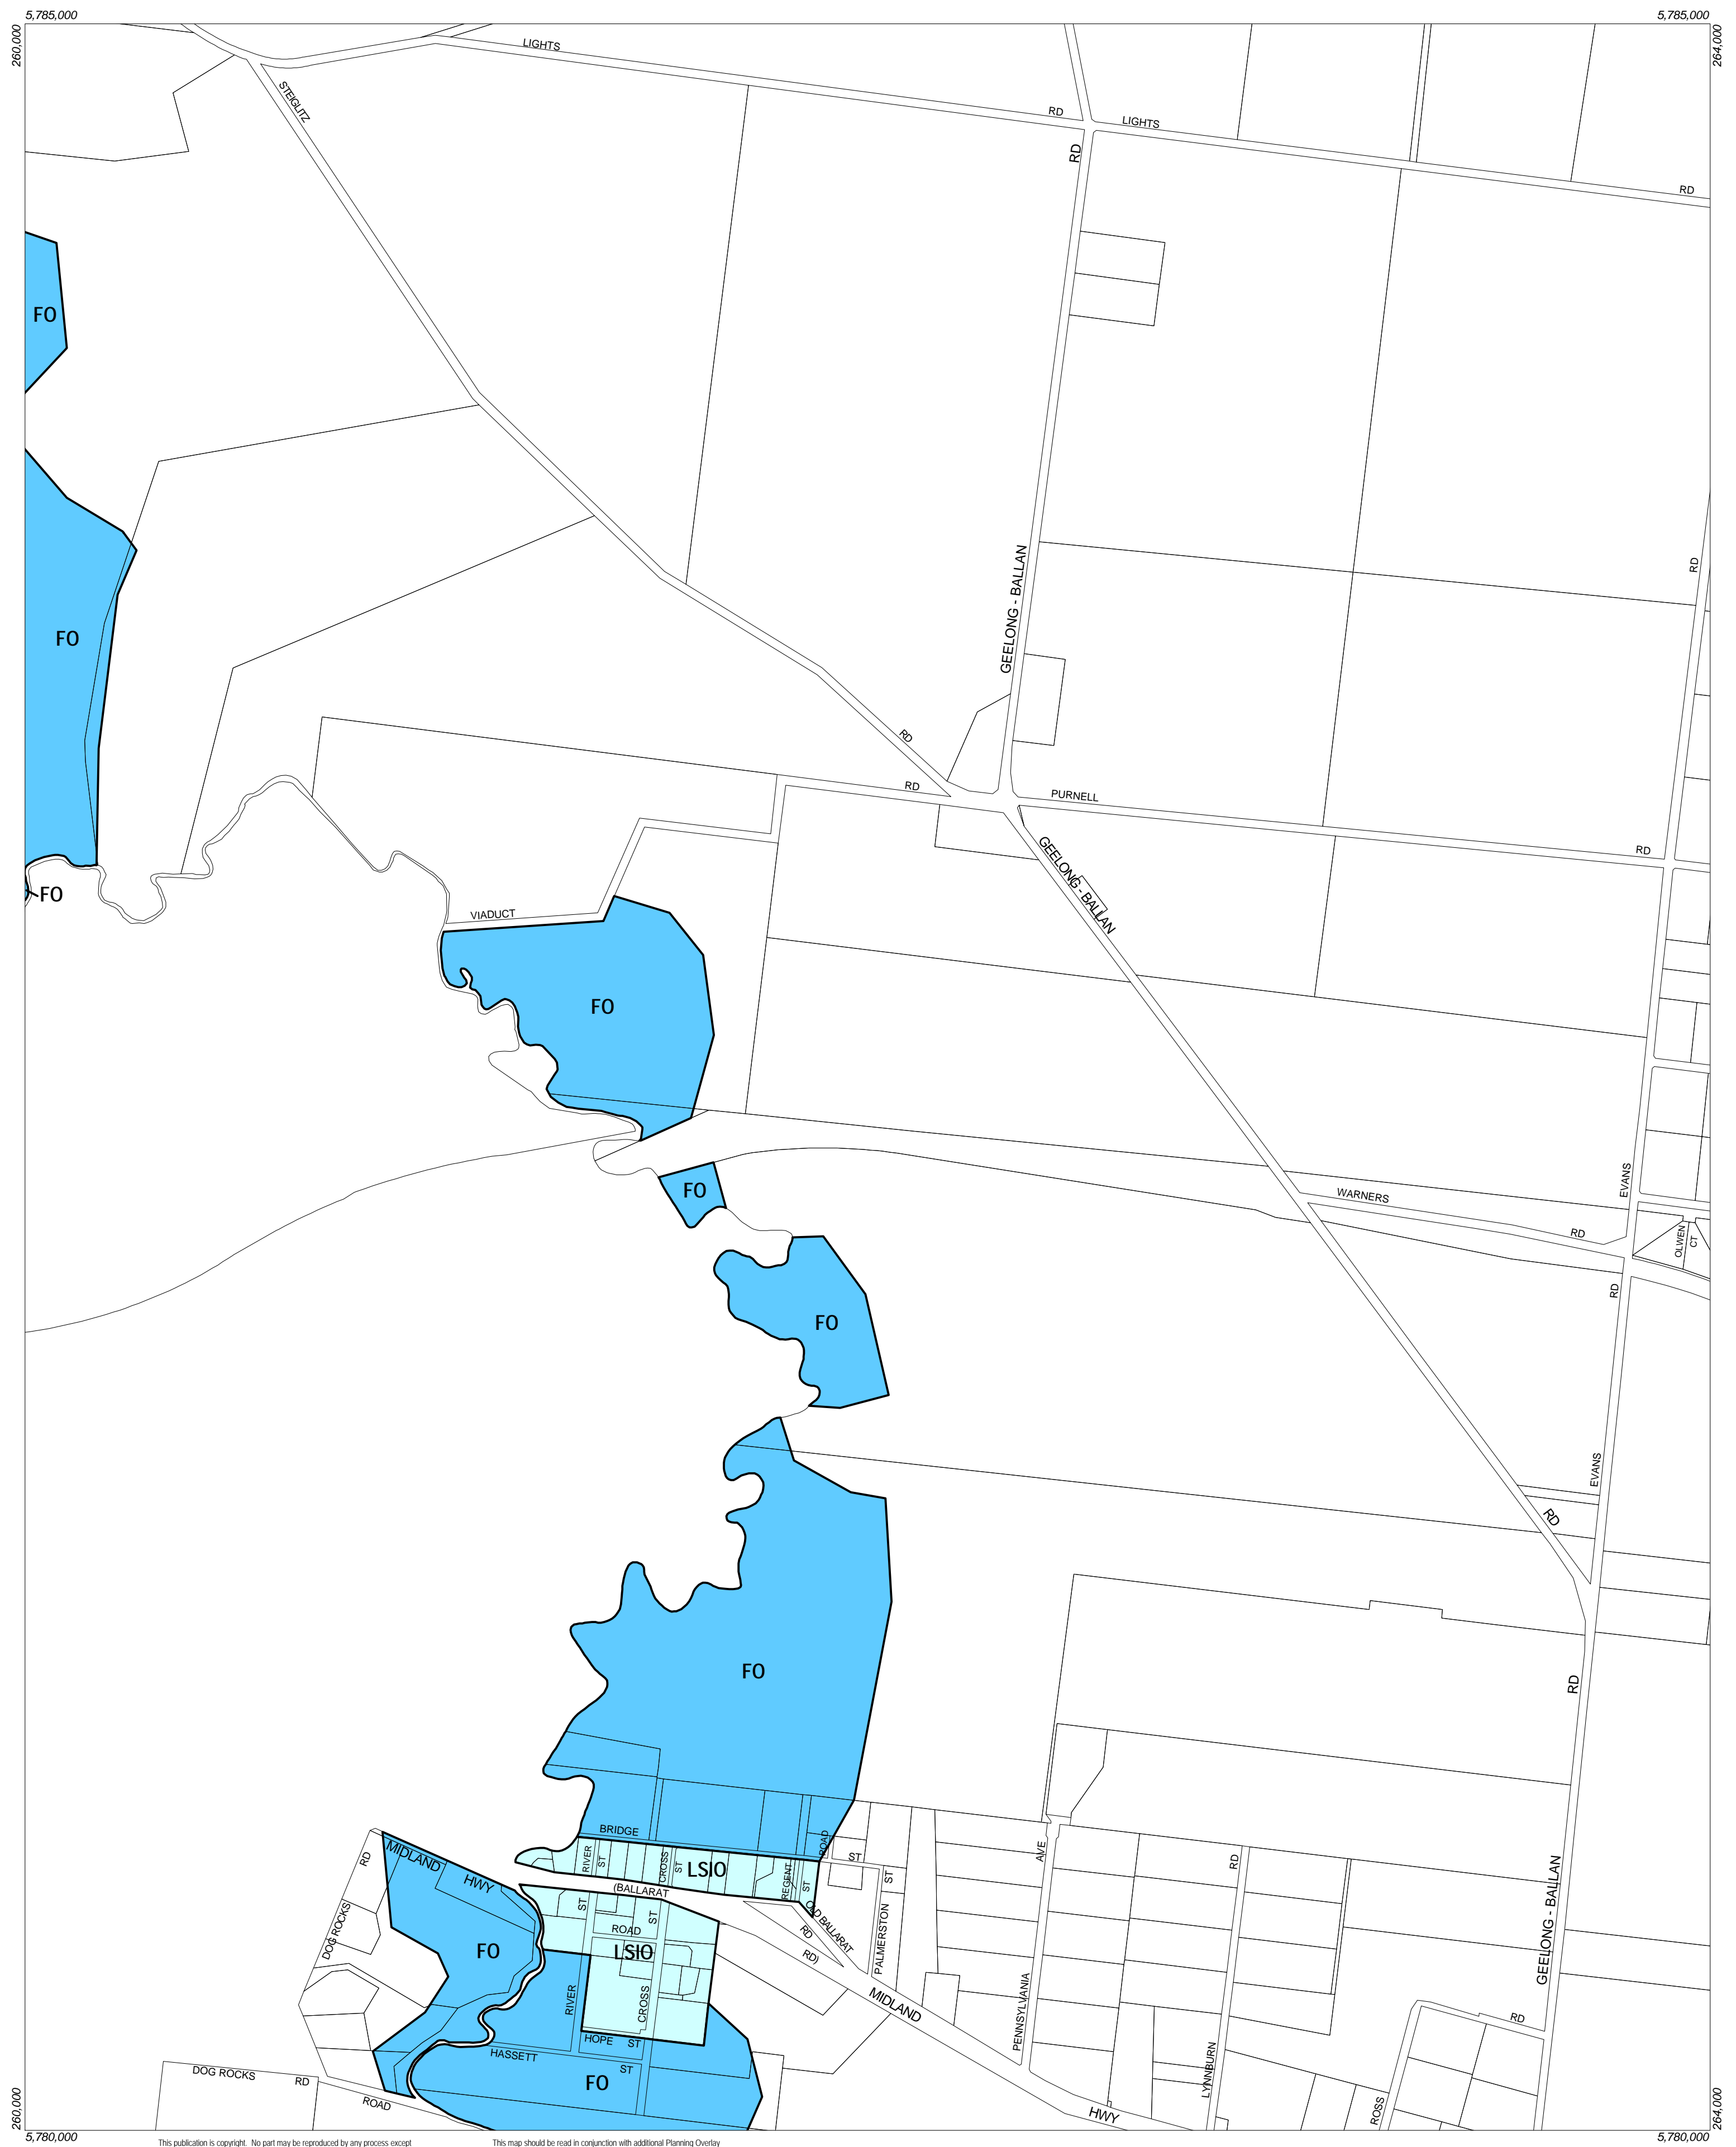 5,785,000
5,785,000
260,000
264,000
LIGHTS
STEIGLITZ
RD
LIGHTS
RD
RD
FO
GEELONG - BALLAN
RD
FO
RD
RD
PURNELL
RD
GEELONG - BALLAN
FO
VIADUCT
FO
FO
EVANS
WARNERS
RD
OLWEN
CT
RD
FO
EVANS
RD
FO
RD
BRIDGE
ROAD
RD
MIDLAND
HWY
RIVER
ST
CROSS
ST
LSIO
REGENT
ST
ST
ST
AVE
RD
(BALLARAT
ST
ST
ROAD
OLD BALLARAT
RD
RD)
PALMERSTON
DOG ROCKS
FO
LSIO
GEELONG - BALLAN
RIVER
CROSS
MIDLAND
PENNSYLVANIA
RD
HOPE
ST
HASSETT
ST
FO
LYNNBURN
ROSS
DOG ROCKS
RD
ROAD
HWY
260,000
264,000
5,780,000
5,780,000
This publication is copyright. No part may be reproduced by any process except
This map should be read in conjunction with additional Planning Overlay